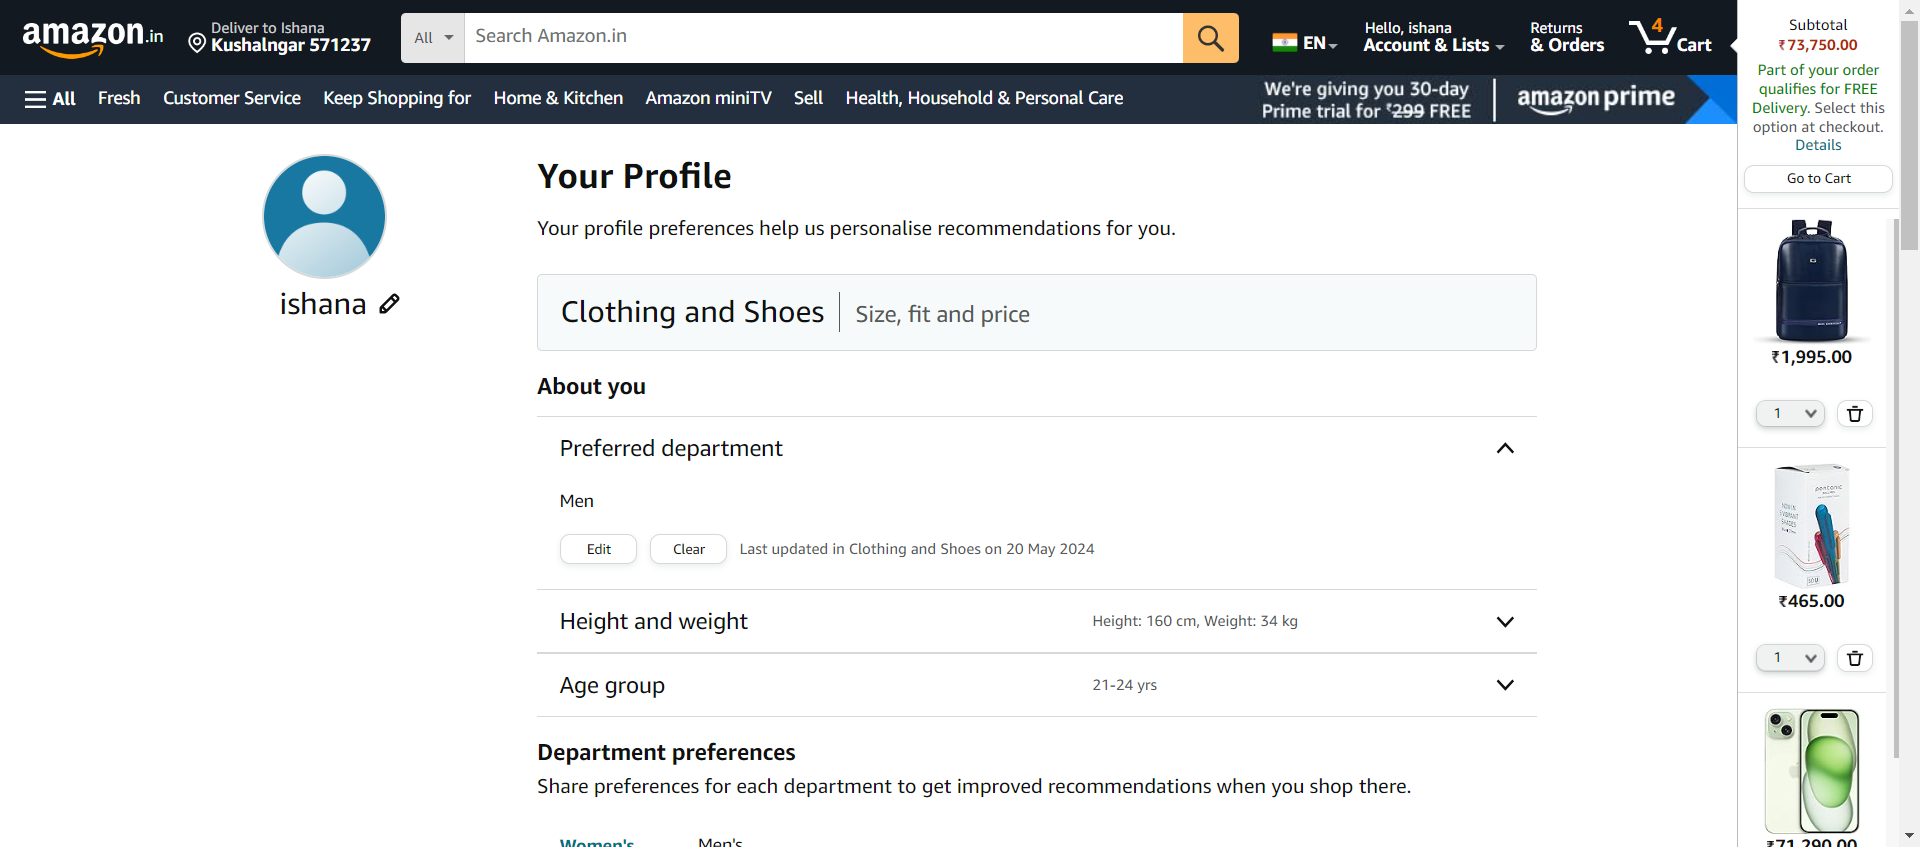 amazon.in
Deliver to Ishana
Kushalngar 571237
All
Search Amazon.in
EN
Hello, ishana
Account & Lists
Returns
& Orders
4
Cart
All
Fresh
Customer Service
Keep Shopping for
Home & Kitchen
Amazon miniTV
Sell
Health, Household & Personal Care
We're giving you 30-day
Prime trial for ₹299 FREE
amazon prime
ishana
Your Profile
Your profile preferences help us personalise recommendations for you.
Clothing and Shoes
Size, fit and price
About you
Preferred department
Men
Edit
Clear
Last updated in Clothing and Shoes on 20 May 2024
Height and weight
Height: 160 cm, Weight: 34 kg
Age group
21-24 yrs
Department preferences
Share preferences for each department to get improved recommendations when you shop there.
Women's
Men's
Subtotal
₹73,750.00
Part of your order
qualifies for FREE
Delivery. Select this
option at checkout.
Details
Go to Cart
₹1,995.00
1
pentonic
₹465.00
1
₹71,290.00